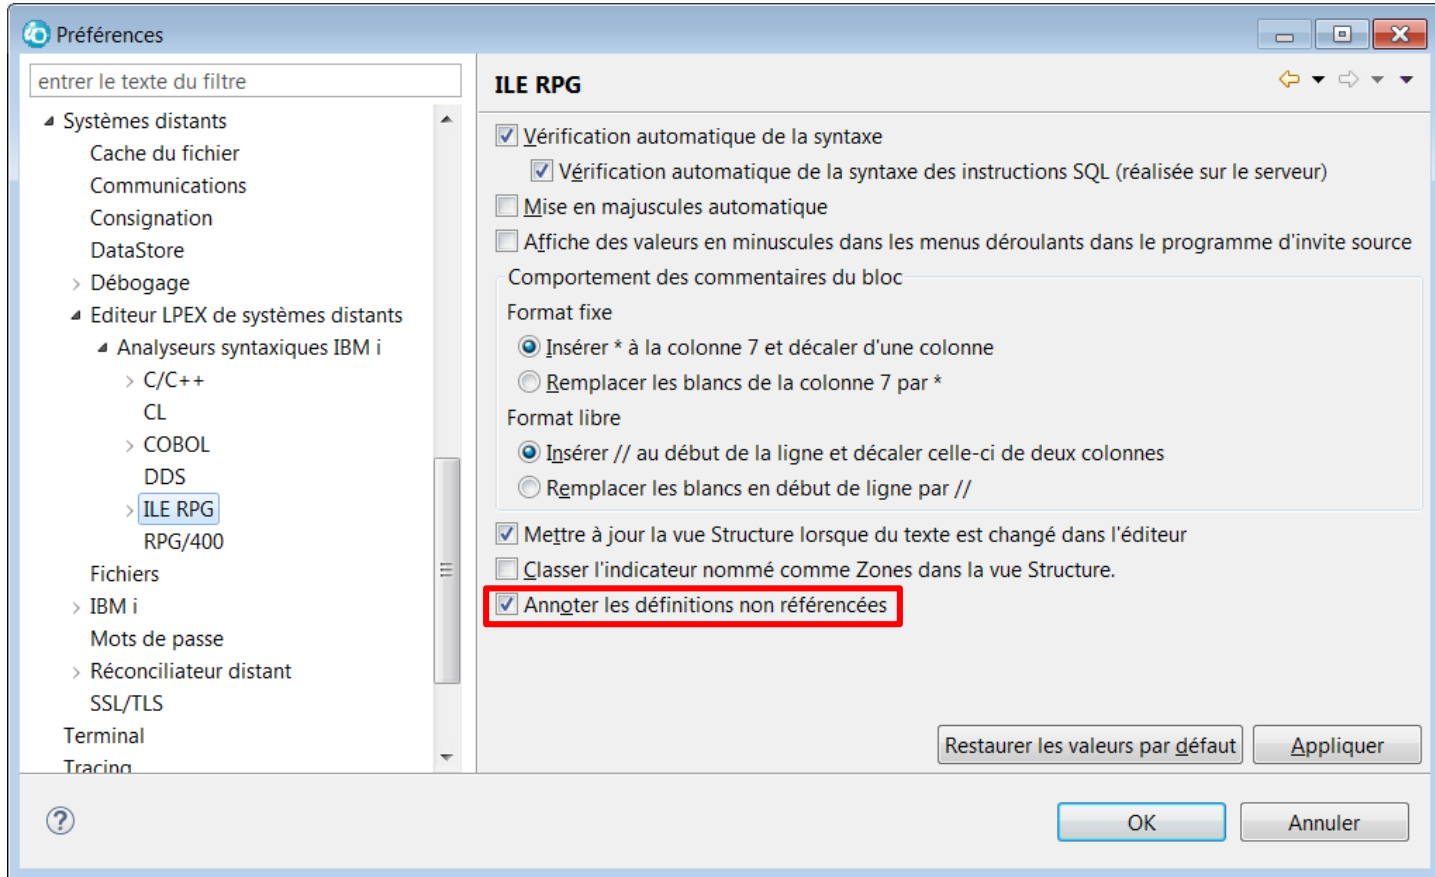 Préférences
entrer le texte du filtre
Systèmes distants
Cache du fichier
Communications
Consignation
DataStore
Débogage
Editeur LPEX de systèmes distants
Analyseurs syntaxiques IBM i
C/C++
CL
COBOL
DDS
ILE RPG
RPG/400
Fichiers
IBM i
Mots de passe
Réconciliateur distant
SSL/TLS
Terminal
Tracing
ILE RPG
Vérification automatique de la syntaxe
Vérification automatique de la syntaxe des instructions SQL (réalisée sur le serveur)
Mise en majuscules automatique
Affiche des valeurs en minuscules dans les menus déroulants dans le programme d'invite source
Comportement des commentaires du bloc
Format fixe
Insérer * à la colonne 7 et décaler d'une colonne
Remplacer les blancs de la colonne 7 par *
Format libre
Insérer // au début de la ligne et décaler celle-ci de deux colonnes
Remplacer les blancs en début de ligne par //
Mettre à jour la vue Structure lorsque du texte est changé dans l'éditeur
Classer l'indicateur nommé comme Zones dans la vue Structure.
Annoter les définitions non référencées
Restaurer les valeurs par défaut
Appliquer
?
OK
Annuler